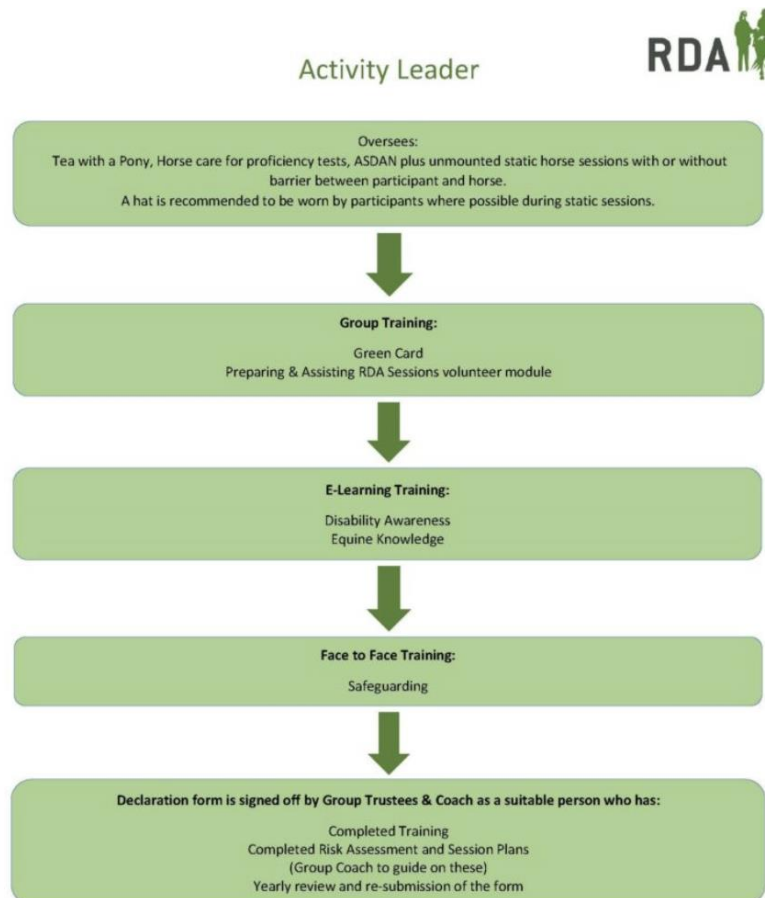 RDA
Activity Leader
Oversees:
Tea with a Pony, Horse care for proficiency tests, ASDAN plus unmounted static horse sessions with or without
barrier between participant and horse.
A hat is recommended to be worn by participants where possible during static sessions.
Group Training:
Green Card
Preparing & Assisting RDA Sessions volunteer module
E-Learning Training:
Disability Awareness
Equine Knowledge
Face to Face Training:
Safeguarding
Declaration form is signed off by Group Trustees & Coach as a suitable person who has:
Completed Training
Completed Risk Assessment and Session Plans
(Group Coach to guide on these)
Yearly review and re-submission of the form